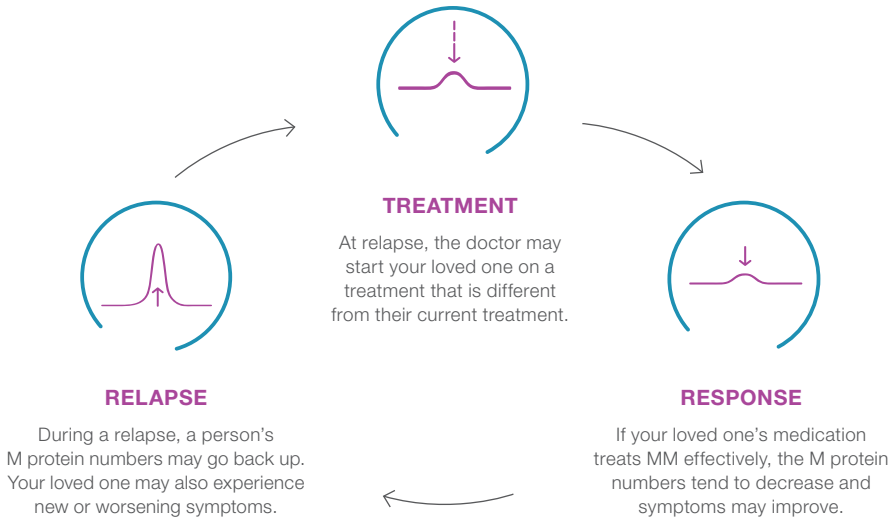 TREATMENT
At relapse, the doctor may
start your loved one on a
treatment that is different
from their current treatment.
RELAPSE
During a relapse, a person’s
M protein numbers may go back up.
Your loved one may also experience
new or worsening symptoms.
RESPONSE
If your loved one’s medication
treats MM effectively, the M protein
numbers tend to decrease and
symptoms may improve.